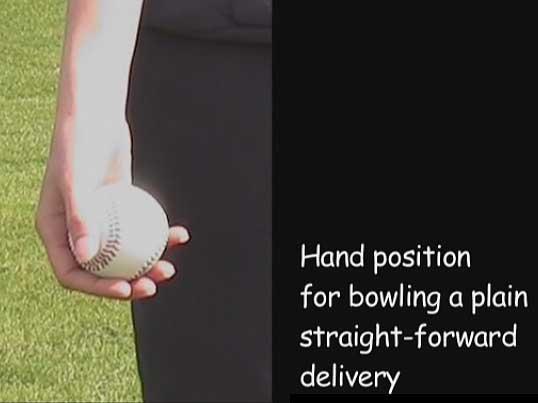 Hand position
for bowling a plain
straight-forward
delivery